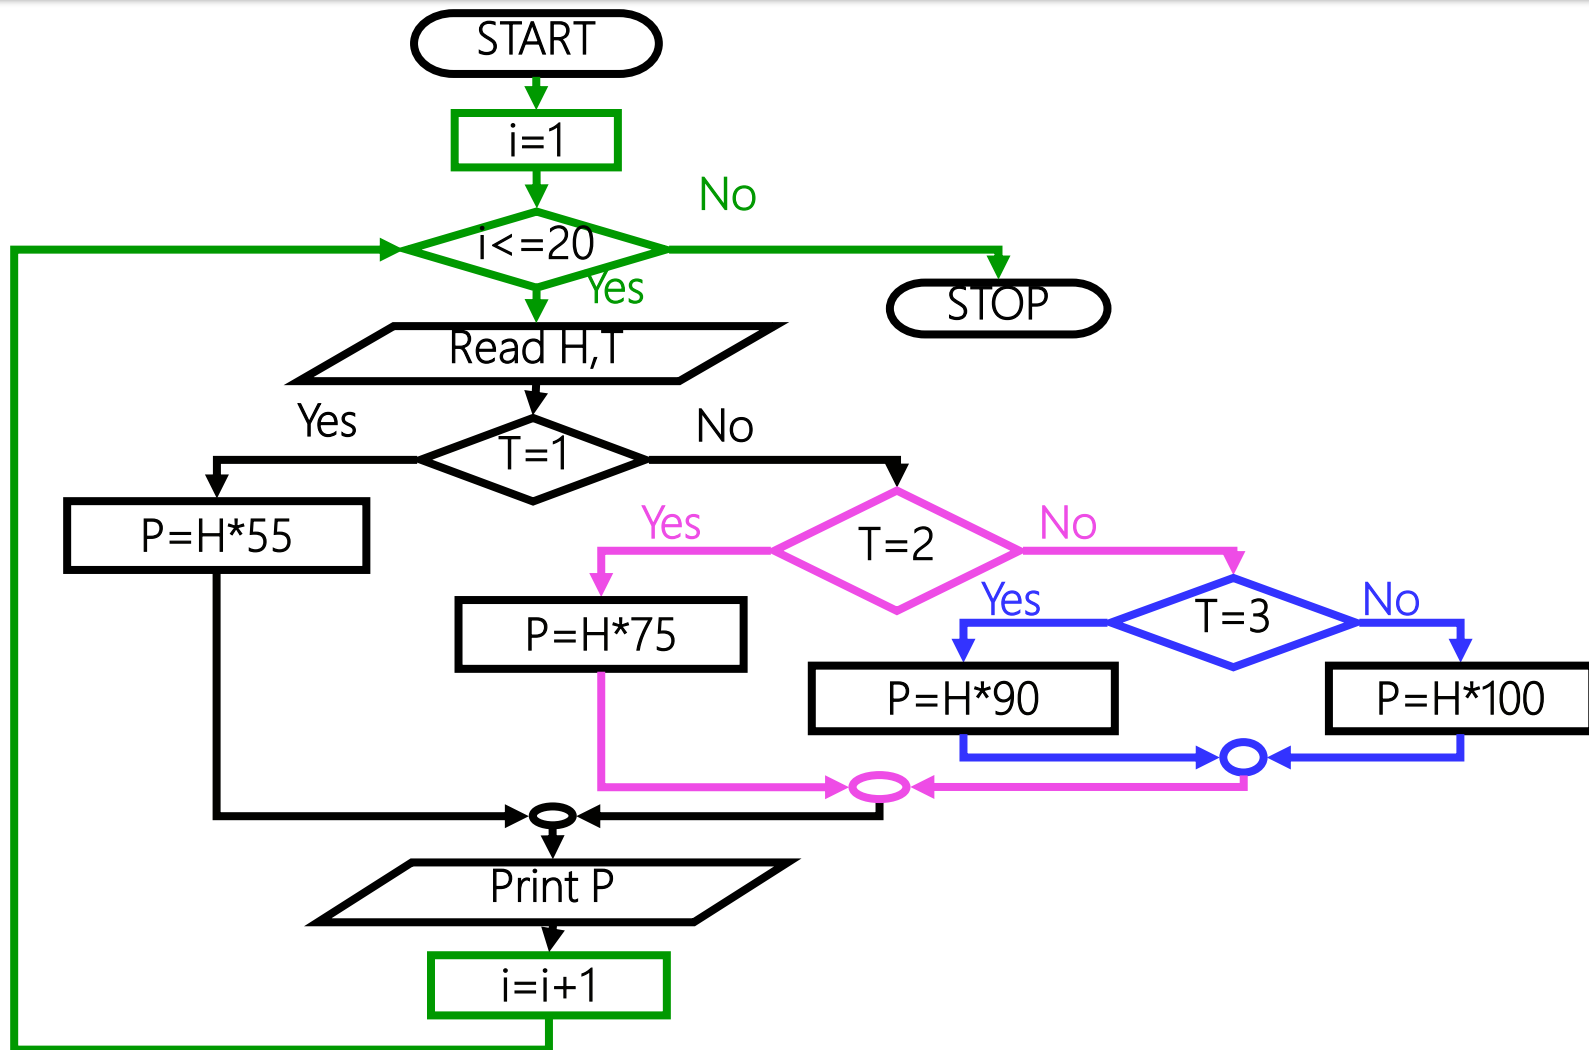 START
i=1
No
i<=20
Yes
STOP
Read H,T
Yes
T=1
No
P=H*55
Yes
T=2
No
Yes
T=3
No
P=H*75
P=H*90
P=H*100
Print P
i=i+1